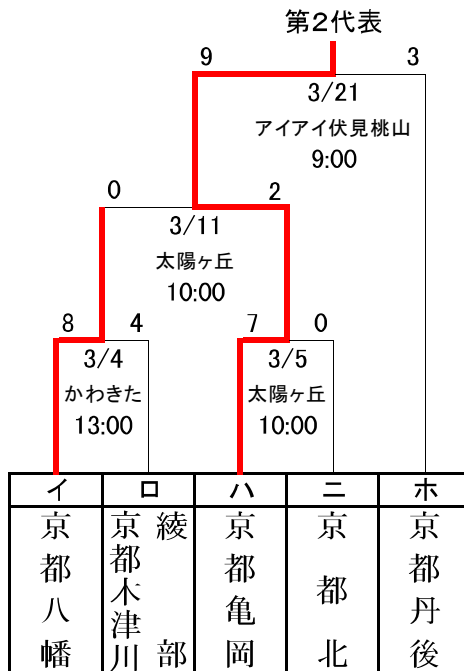 第2代表
9 3
3/21
アイアイ伏見桃山
9:00
0 2
3/11
太陽ヶ丘
10:00
8 4 7 0
3/4 3/5
かわきた 太陽ヶ丘
13:00 10:00
イ ロ ハ ニ ホ
京都八幡
京都木津川
綾部
京都亀岡
京都北
京都丹後